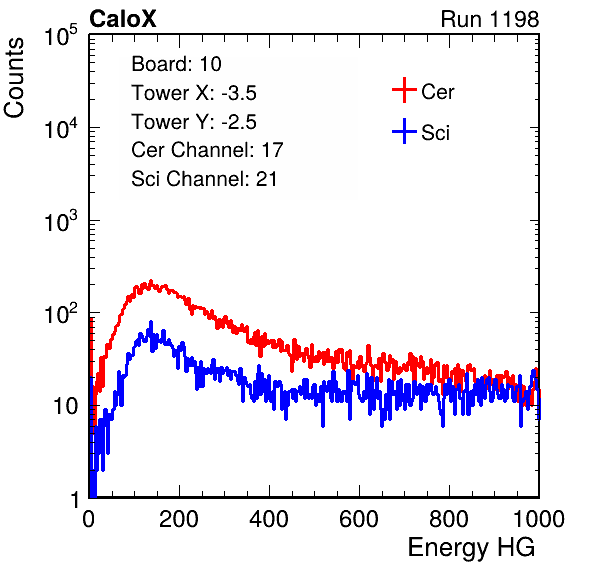 CaloX Run 1198
Counts
10^5
10^4
10^3
10^2
10
1
Board: 10
Tower X: -3.5
Tower Y: -2.5
Cer Channel: 17
Sci Channel: 21
Cer
Sci
0 200 400 600 800 1000
Energy HG